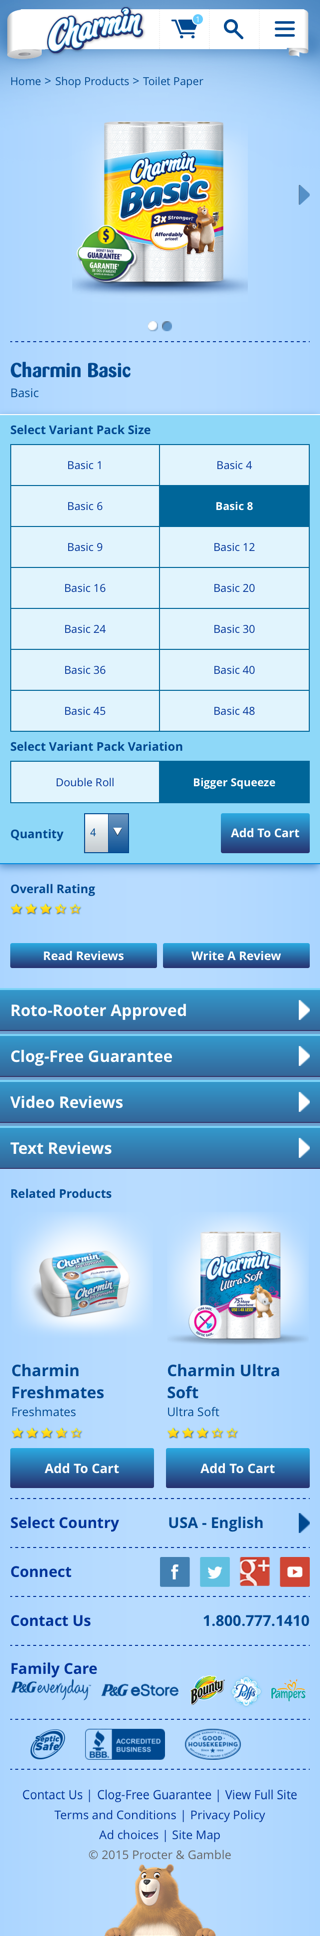 Charmin
1
Home > Shop Products > Toilet Paper
Charmin
Basic
3x Stronger!
Affordably
priced!
$
GUARANTEE
GARANTIE
Charmin Basic
Basic
Select Variant Pack Size
Basic 1 Basic 4
Basic 6 Basic 8
Basic 9 Basic 12
Basic 16 Basic 20
Basic 24 Basic 30
Basic 36 Basic 40
Basic 45 Basic 48
Select Variant Pack Variation
Double Roll Bigger Squeeze
Quantity 4 Add To Cart
Overall Rating
Read Reviews Write A Review
Roto-Rooter Approved
Clog-Free Guarantee
Video Reviews
Text Reviews
Related Products
Charmin
Charmin
Charmin
Ultra Soft
Charmin Freshmates
Freshmates
Charmin Ultra Soft
Ultra Soft
Add To Cart Add To Cart
Select Country USA - English
Connect f g+
Contact Us 1.800.777.1410
Family Care
P&G everyday P&G eStore Bounty Puffs Pampers
Septic Safe
BBB. ACCREDITED BUSINESS
GOOD HOUSEKEEPING
Contact Us | Clog-Free Guarantee | View Full Site
Terms and Conditions | Privacy Policy
Ad choices | Site Map
© 2015 Procter & Gamble